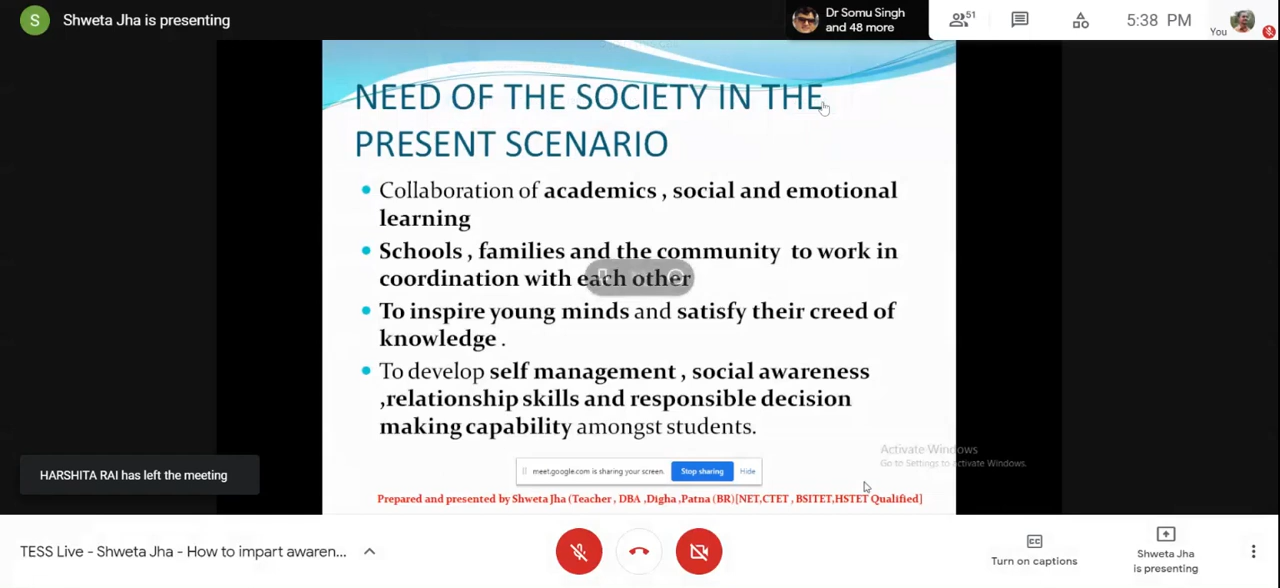 S
Shweta Jha is presenting
Dr Somu Singh
and 48 more
51
5:38 PM
You
NEED OF THE SOCIETY IN THE
PRESENT SCENARIO
Collaboration of academics , social and emotional
learning
Schools , families and the community to work in
coordination with each other
To inspire young minds and satisfy their creed of
knowledge .
To develop self management , social awareness
,relationship skills and responsible decision
making capability amongst students.
Activate Windows
Go to Settings to activate Windows.
HARSHITA RAI has left the meeting
meet.google.com is sharing your screen.
Stop sharing
Hide
Prepared and presented by Shweta Jha (Teacher , DBA ,Digha ,Patna (BR)[NET,CTET , BSITET,HSTET Qualified]
TESS Live - Shweta Jha - How to impart awaren...
CC
Turn on captions
Shweta Jha
is presenting